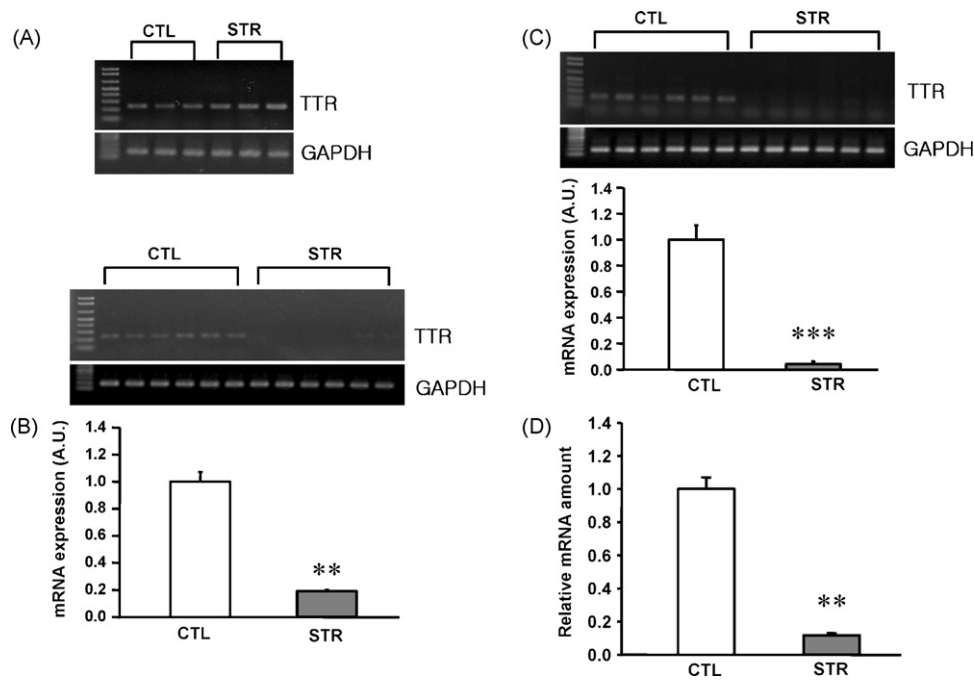 (A)
CTL STR
TTR
GAPDH
CTL STR
TTR
GAPDH
(B)
mRNA expression (A.U.)
1.4
1.2
1.0
0.8
0.6
0.4
0.2
0.0
**
CTL STR
(C)
CTL STR
TTR
GAPDH
mRNA expression (A.U.)
1.4
1.2
1.0
0.8
0.6
0.4
0.2
0.0
***
CTL STR
(D)
Relative mRNA amount
1.4
1.2
1.0
0.8
0.6
0.4
0.2
0.0
**
CTL STR